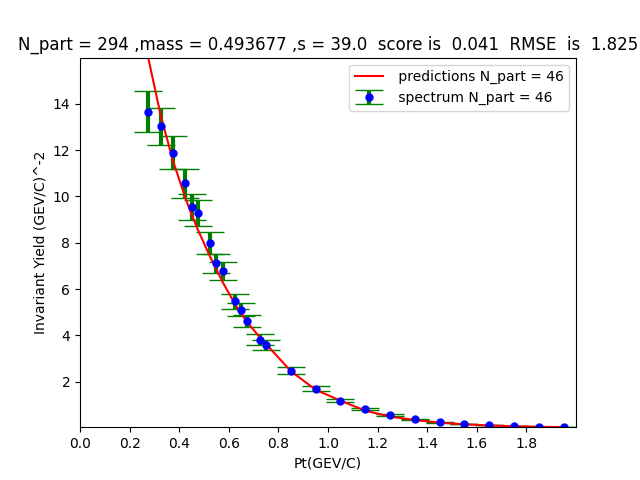 N_part = 294 ,mass = 0.493677 ,s = 39.0  score is  0.041  RMSE  is  1.825
predictions N_part = 46
spectrum N_part = 46
14
12
10
8
6
4
2
Invariant Yield (GEV/C)^-2
0.0 0.2 0.4 0.6 0.8 1.0 1.2 1.4 1.6 1.8
Pt(GEV/C)